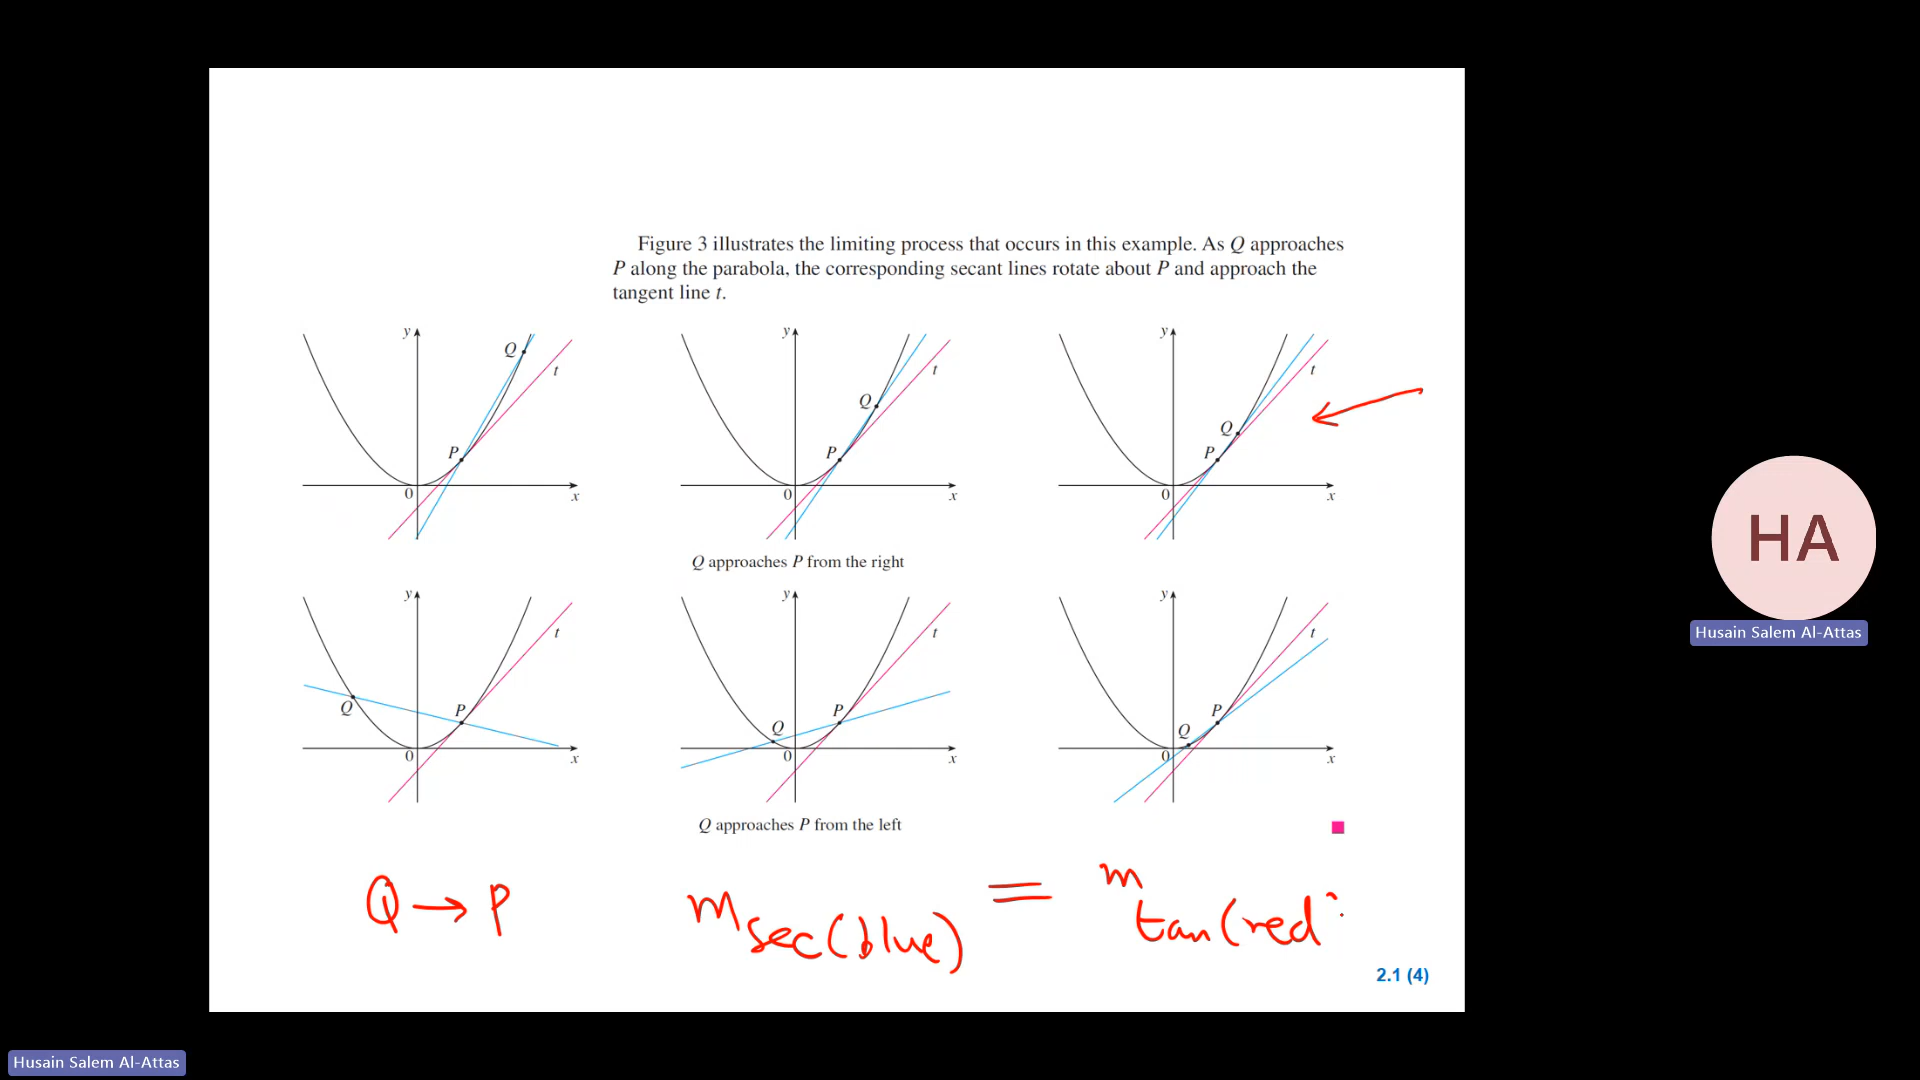 Figure 3 illustrates the limiting process that occurs in this example. As Q approaches
P along the parabola, the corresponding secant lines rotate about P and approach the
tangent line t.
y Q t P 0 x
y Q t P 0 x
y Q t P 0 x
Q approaches P from the right
y t Q P 0 x
y t Q P 0 x
y t Q P 0 x
Q approaches P from the left
Q → P m sec(blue) = m tan(red
2.1 (4)
HA
Husain Salem Al-Attas
Husain Salem Al-Attas